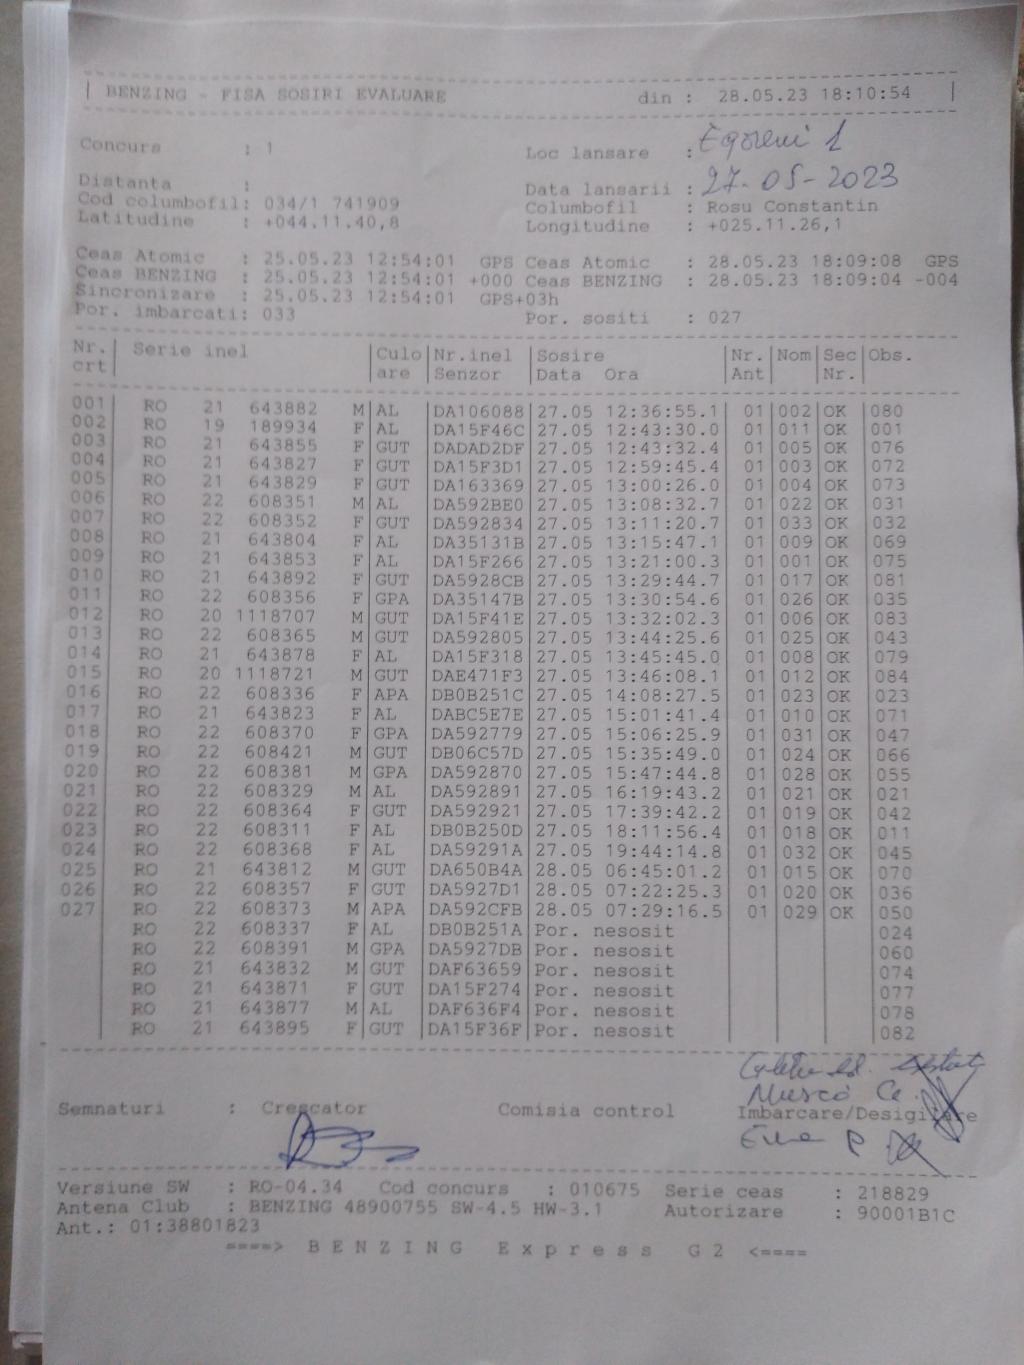 | BENZING - FISA SOSIRI EVALUARE din : 28.05.23 18:10:54 |
Concurs : 1 Loc lansare : Egoreni 1
Distanta : Data lansarii : 27-05-2023
Cod columbofil: 034/1 741909 Columbofil : Rosu Constantin
Latitudine : +044.11.40,8 Longitudine : +025.11.26,1
Ceas Atomic : 25.05.23 12:54:01 GPS Ceas Atomic : 28.05.23 18:09:08 GPS
Ceas BENZING : 25.05.23 12:54:01 +000 Ceas BENZING : 28.05.23 18:09:04 -004
Sincronizare : 25.05.23 12:54:01 GPS+03h
Por. imbarcati: 033 Por. sositi : 027
Nr.| Serie inel |Culo|Nr.inel |Sosire |Nr.|Nom|Sec|Obs.
crt| |are |Senzor |Data Ora |Ant| |Nr.|
001| RO 21 643882 M|AL |DA106088|27.05 12:36:55.1| 01|002|OK |080
002| RO 19 189934 F|AL |DA15F46C|27.05 12:43:30.0| 01|011|OK |001
003| RO 21 643855 F|GUT |DADAD2DF|27.05 12:43:32.4| 01|005|OK |076
004| RO 21 643827 F|GUT |DA15F3D1|27.05 12:59:45.4| 01|003|OK |072
005| RO 21 643829 F|GUT |DA163369|27.05 13:00:26.0| 01|004|OK |073
006| RO 22 608351 M|AL |DA592BE0|27.05 13:08:32.7| 01|022|OK |031
007| RO 22 608352 F|GUT |DA592834|27.05 13:11:20.7| 01|033|OK |032
008| RO 21 643804 F|AL |DA35131B|27.05 13:15:47.1| 01|009|OK |069
009| RO 21 643853 F|AL |DA15F266|27.05 13:21:00.3| 01|001|OK |075
010| RO 21 643892 F|GUT |DA5928CB|27.05 13:29:44.7| 01|017|OK |081
011| RO 22 608356 F|GPA |DA35147B|27.05 13:30:54.6| 01|026|OK |035
012| RO 20 1118707 M|GUT |DA15F41E|27.05 13:32:02.3| 01|006|OK |083
013| RO 22 608365 M|GUT |DA592805|27.05 13:44:25.6| 01|025|OK |043
014| RO 21 643878 F|AL |DA15F318|27.05 13:45:45.0| 01|008|OK |079
015| RO 20 1118721 M|GUT |DAE471F3|27.05 13:46:08.1| 01|012|OK |084
016| RO 22 608336 F|APA |DB0B251C|27.05 14:08:27.5| 01|023|OK |023
017| RO 21 643823 F|AL |DABC5E7E|27.05 15:01:41.4| 01|010|OK |071
018| RO 22 608370 F|GPA |DA592779|27.05 15:06:25.9| 01|031|OK |047
019| RO 22 608421 M|GUT |DB06C57D|27.05 15:35:49.0| 01|024|OK |066
020| RO 22 608381 M|GPA |DA592870|27.05 15:47:44.8| 01|028|OK |055
021| RO 22 608329 M|AL |DA592891|27.05 16:19:43.2| 01|021|OK |021
022| RO 22 608364 F|GUT |DA592921|27.05 17:39:42.2| 01|019|OK |042
023| RO 22 608311 F|AL |DB0B250D|27.05 18:11:56.4| 01|018|OK |011
024| RO 22 608368 F|AL |DA59291A|27.05 19:44:14.8| 01|032|OK |045
025| RO 21 643812 M|GUT |DA650B4A|28.05 06:45:01.2| 01|015|OK |070
026| RO 22 608357 F|GUT |DA5927D1|28.05 07:22:25.3| 01|020|OK |036
027| RO 22 608373 M|APA |DA592CFB|28.05 07:29:16.5| 01|029|OK |050
| RO 22 608337 F|AL |DB0B251A|Por. nesosit | | | |024
| RO 22 608391 M|GPA |DA5927DB|Por. nesosit | | | |060
| RO 21 643832 M|GUT |DAF63659|Por. nesosit | | | |074
| RO 21 643871 F|GUT |DA15F274|Por. nesosit | | | |077
| RO 21 643877 M|AL |DAF636F4|Por. nesosit | | | |078
| RO 21 643895 F|GUT |DA15F36F|Por. nesosit | | | |082
Semnaturi : Crescator Comisia control Imbarcare/Desigilare
Versiune SW : RO-04.34 Cod concurs : 010675 Serie ceas : 218829
Antena Club : BENZING 48900755 SW-4.5 HW-3.1 Autorizare : 90001B1C
Ant.: 01:38801823
====> B E N Z I N G E x p r e s s G 2 <====